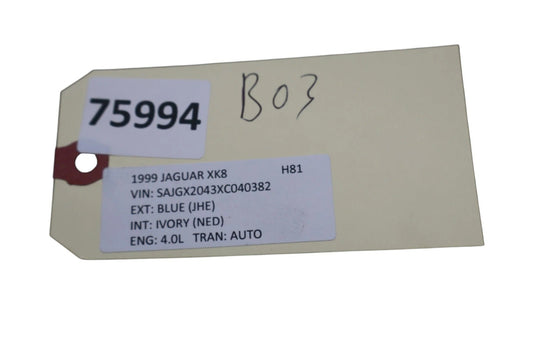 75994
B03
1999 JAGUAR XK8 H81
VIN: SAJGX2043XC040382
EXT: BLUE (JHE)
INT: IVORY (NED)
ENG: 4.0L TRAN: AUTO